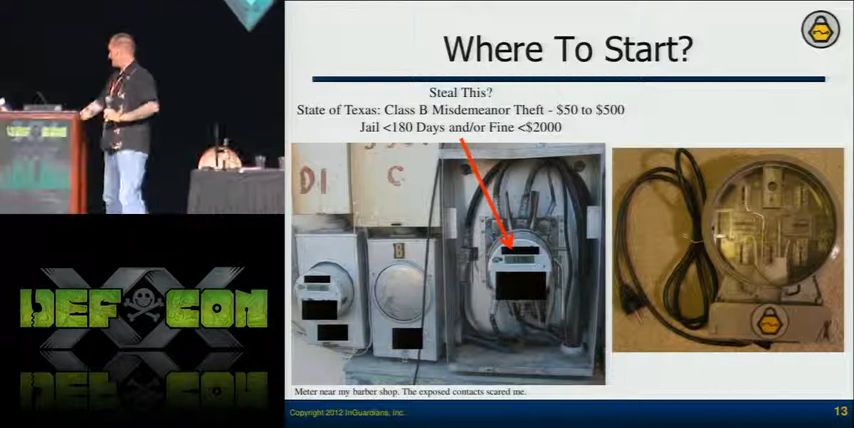 Where To Start?
Steal This?
State of Texas: Class B Misdemeanor Theft - $50 to $500
Jail <180 Days and/or Fine <$2000
D1
C
B
Meter near my barber shop. The exposed contacts scared me.
DEF CON
XX
Copyright 2012 InGuardians, Inc.
13